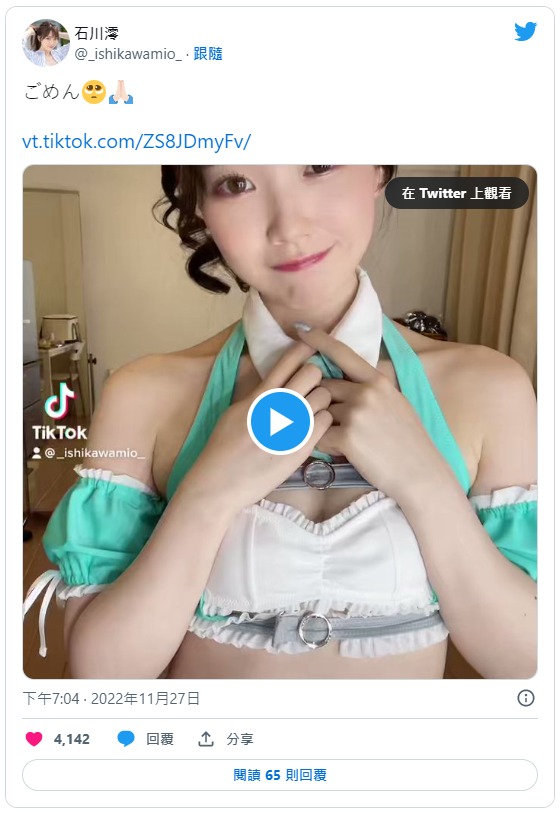 石川澪
@_ishikawamio_ · 跟隨
ごめん🥺🙏🏻
vt.tiktok.com/ZS8JDmyFv/
在 Twitter 上觀看
TikTok
@_ishikawamio_
下午7:04 · 2022年11月27日
4,142 回覆 分享
閱讀 65 則回覆